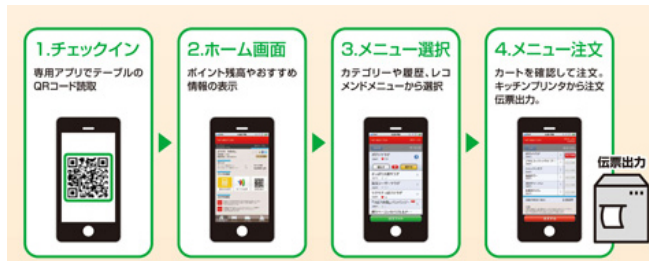 1.チェックイン
専用アプリでテーブルの
QRコード読取
2.ホーム画面
ポイント残高やおすすめ
情報の表示
3.メニュー選択
カテゴリーや履歴、レコ
メンドメニューから選択
4.メニュー注文
カートを確認して注文。
キッチンプリンタから注文
伝票出力。
伝票出力